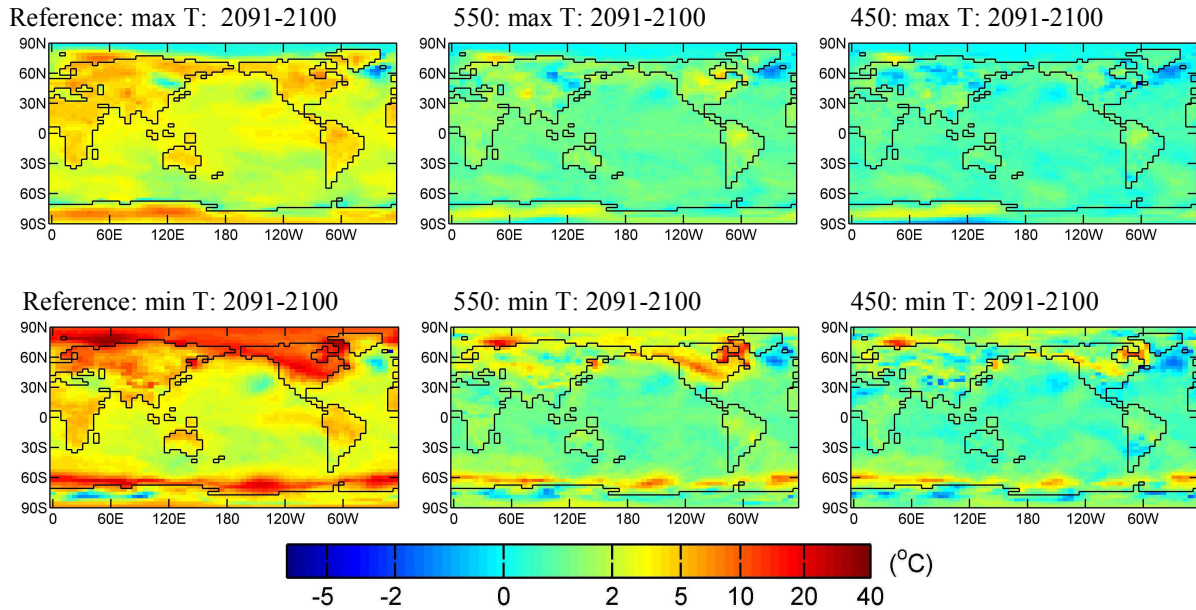 Reference: max T: 2091-2100 550: max T: 2091-2100 450: max T: 2091-2100
90N 90N 90N
60N 60N 60N
30N 30N 30N
0 0 0
30S 30S 30S
60S 60S 60S
90S 90S 90S
0 60E 120E 180 120W 60W 0 60E 120E 180 120W 60W 0 60E 120E 180 120W 60W
Reference: min T: 2091-2100 550: min T: 2091-2100 450: min T: 2091-2100
90N 90N 90N
60N 60N 60N
30N 30N 30N
0 0 0
30S 30S 30S
60S 60S 60S
90S 90S 90S
0 60E 120E 180 120W 60W 0 60E 120E 180 120W 60W 0 60E 120E 180 120W 60W
(°C)
-5 -2 0 2 5 10 20 40